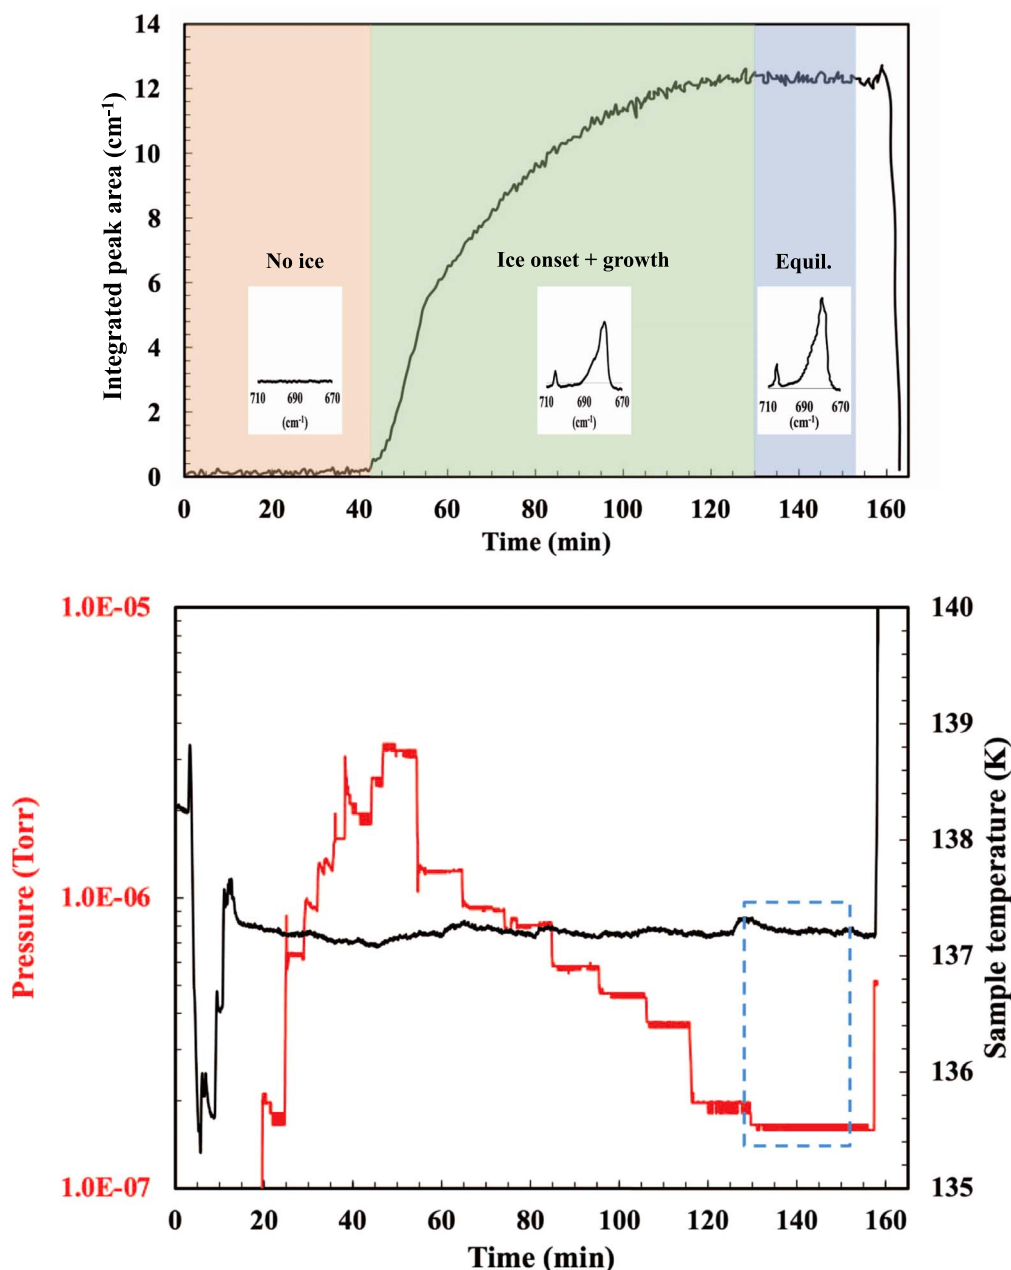 14
12
10
8
6
4
2
0
Integrated peak area (cm⁻¹)
No ice
Ice onset + growth
Equil.
710 690 670
(cm⁻¹)
710 690 670
(cm⁻¹)
710 690 670
(cm⁻¹)
0 20 40 60 80 100 120 140 160
Time (min)
1.0E-05
1.0E-06
1.0E-07
Pressure (Torr)
140
139
138
137
136
135
Sample temperature (K)
0 20 40 60 80 100 120 140 160
Time (min)